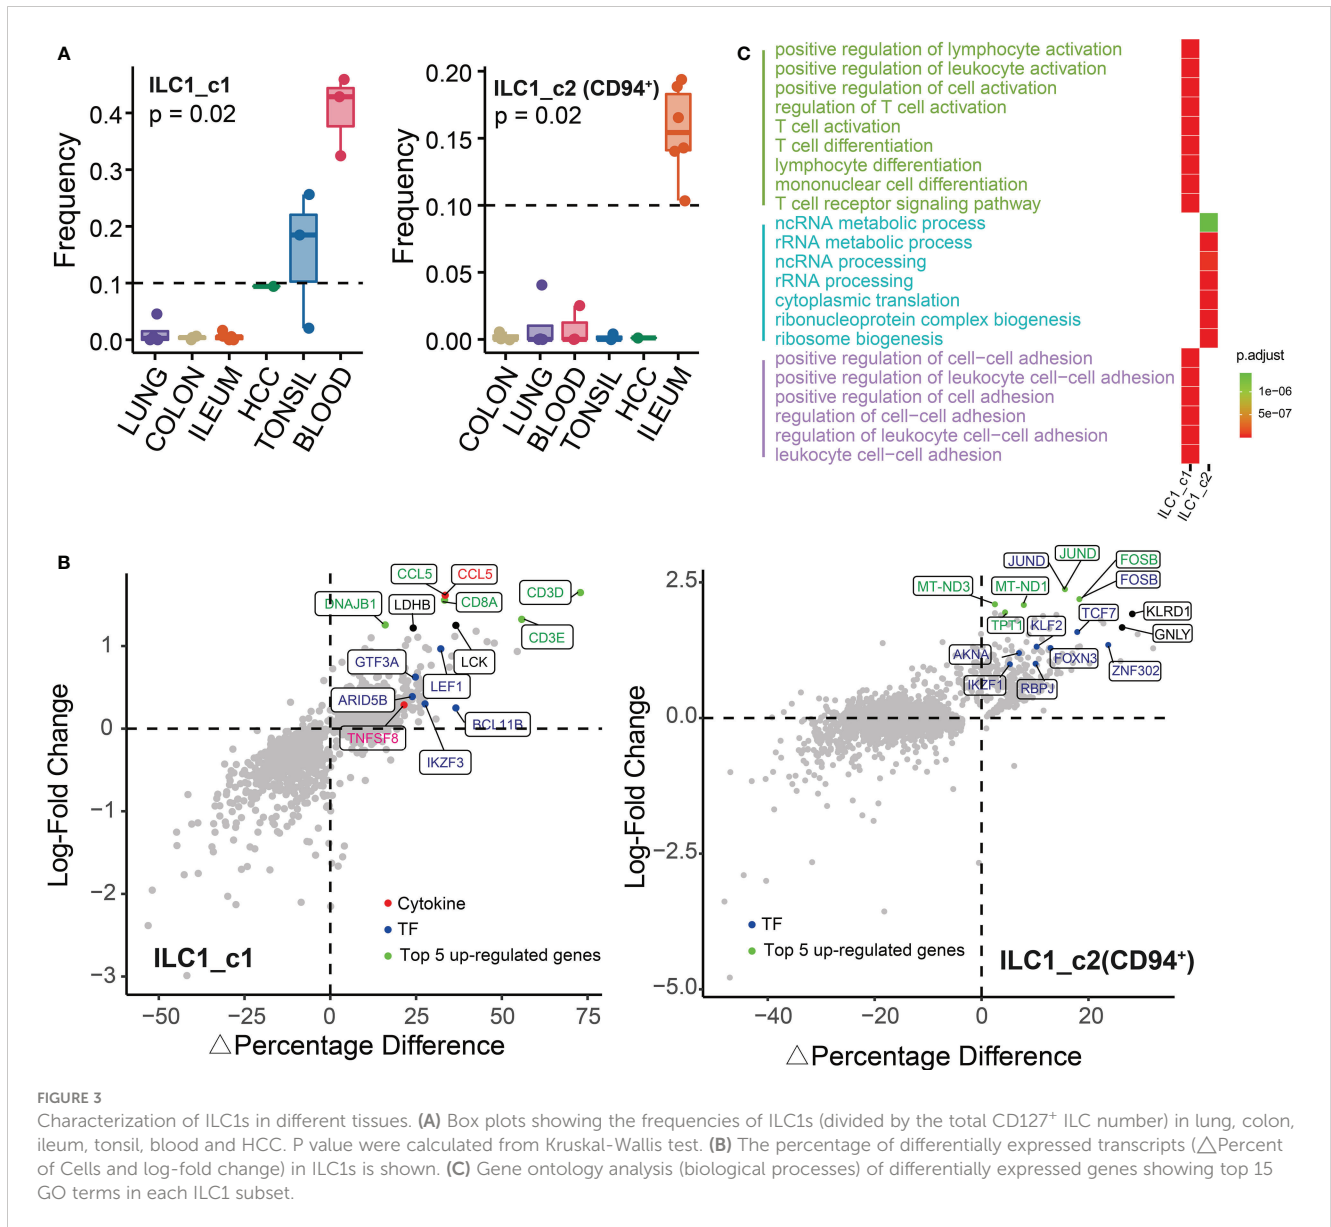 A
ILC1_c1
p = 0.02
Frequency
0.4
0.3
0.2
0.1
0.0
LUNG
COLON
ILEUM
HCC
TONSIL
BLOOD
ILC1_c2 (CD94+)
p = 0.02
Frequency
0.20
0.15
0.10
0.05
0.00
COLON
LUNG
BLOOD
TONSIL
HCC
ILEUM
C
positive regulation of lymphocyte activation
positive regulation of leukocyte activation
positive regulation of cell activation
regulation of T cell activation
T cell activation
T cell differentiation
lymphocyte differentiation
mononuclear cell differentiation
T cell receptor signaling pathway
ncRNA metabolic process
rRNA metabolic process
ncRNA processing
rRNA processing
cytoplasmic translation
ribonucleoprotein complex biogenesis
ribosome biogenesis
positive regulation of cell−cell adhesion
positive regulation of leukocyte cell−cell adhesion
positive regulation of cell adhesion
regulation of cell−cell adhesion
regulation of leukocyte cell−cell adhesion
leukocyte cell−cell adhesion
ILC1_c1
ILC1_c2
p.adjust
1e−06
5e−07
B
Log-Fold Change
1
0
−1
−2
−3
CCL5
CCL5
CD3D
DNAJB1
LDHB
CD8A
CD3E
GTF3A
LCK
LEF1
ARID5B
BCL11B
TNFSF8
IKZF3
Cytokine
TF
Top 5 up-regulated genes
ILC1_c1
−50
0
25
50
75
△Percentage Difference
Log-Fold Change
2.5
0.0
−2.5
−5.0
JUND
JUND
FOSB
FOSB
MT-ND3
MT-ND1
TCF7
KLRD1
TPT1
KLF2
GNLY
AKNA
FOXN3
ZNF302
IKZF1
RBPJ
TF
Top 5 up-regulated genes
ILC1_c2(CD94+)
−40
−20
0
20
△Percentage Difference
FIGURE 3
Characterization of ILC1s in different tissues. (A) Box plots showing the frequencies of ILC1s (divided by the total CD127+ ILC number) in lung, colon,
ileum, tonsil, blood and HCC. P value were calculated from Kruskal-Wallis test. (B) The percentage of differentially expressed transcripts (△Percent
of Cells and log-fold change) in ILC1s is shown. (C) Gene ontology analysis (biological processes) of differentially expressed genes showing top 15
GO terms in each ILC1 subset.